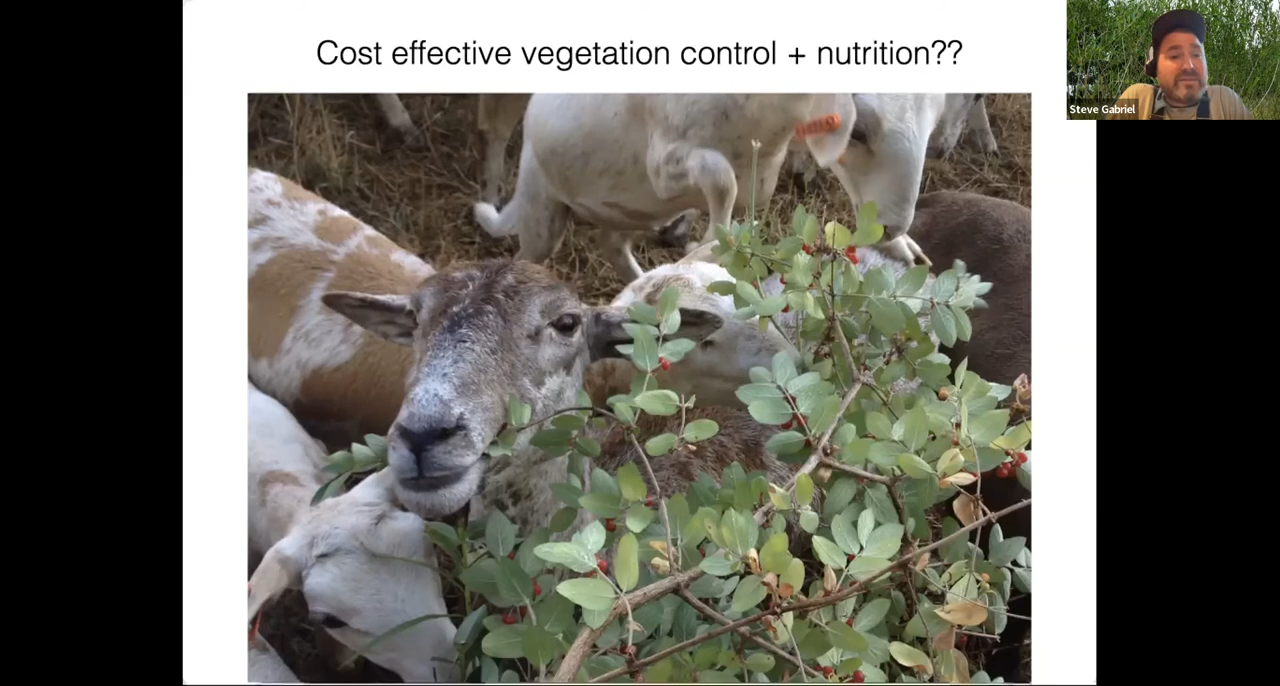 Cost effective vegetation control + nutrition??
Steve Gabriel